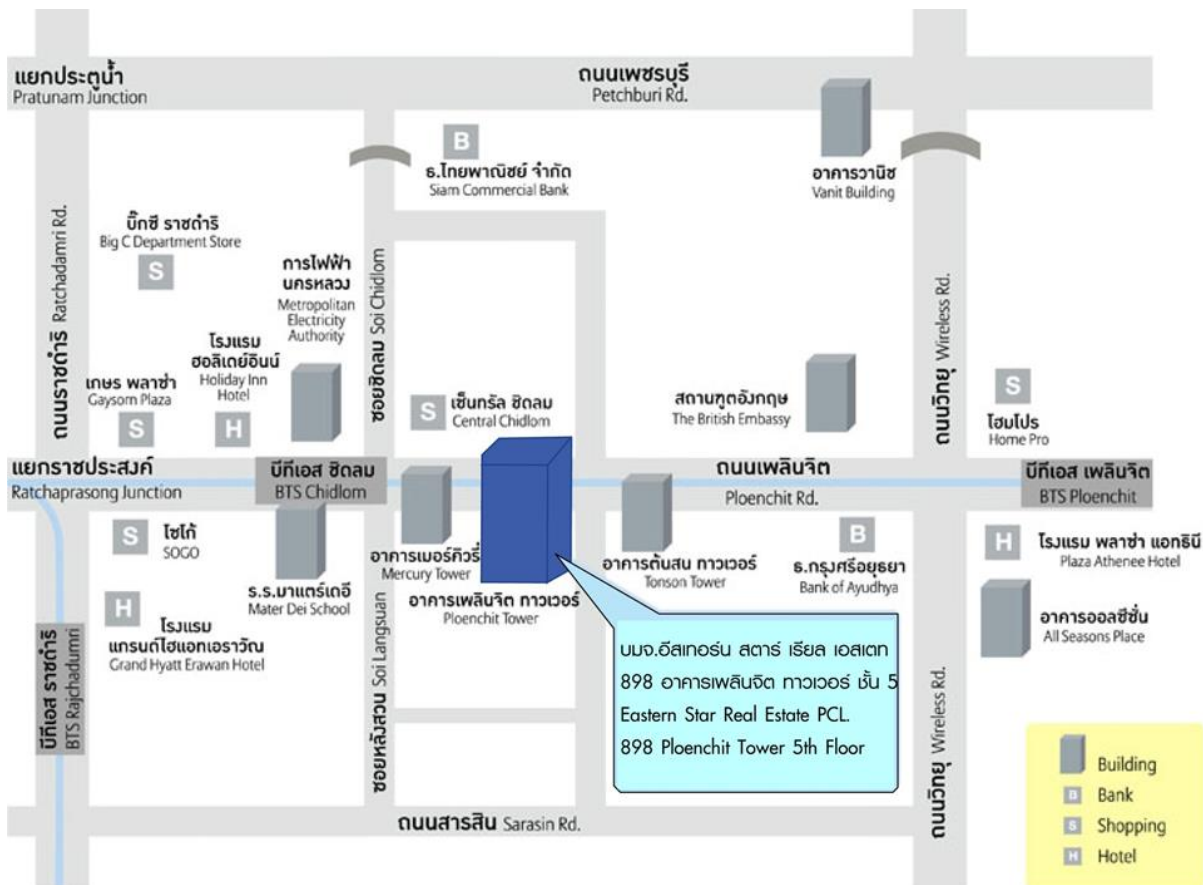 แยกประตูน้ำ
Pratunam Junction
ถนนเพชรบุรี
Petchburi Rd.
B
ธ.ไทยพาณิชย์ จำกัด
Siam Commercial Bank
อาคารวานิช
Vanit Building
ถนนราชดำริ Ratchadamri Rd.
บิ๊กซี ราชดำริ
Big C Department Store
S
การไฟฟ้า
นครหลวง
Metropolitan
Electricity
Authority
ซอยชิดลม Soi Chidlom
ถนนวิทยุ Wireless Rd.
โรงแรม
ฮอลิเดย์อินน์
Holiday Inn
Hotel
H
เกษร พลาซ่า
Gaysorn Plaza
S
S
เซ็นทรัล ชิดลม
Central Chidlom
สถานฑูตอังกฤษ
The British Embassy
S
โฮมโปร
Home Pro
แยกราชประสงค์
Ratchaprasong Junction
บีทีเอส ชิดลม
BTS Chidlom
ถนนเพลินจิต
Ploenchit Rd.
บีทีเอส เพลินจิต
BTS Ploenchit
S
โซโก้
SOGO
ร.ร.มาแตร์เดอี
Mater Dei School
อาคารเมอร์คิวรี่
Mercury Tower
อาคารเพลินจิต ทาวเวอร์
Ploenchit Tower
อาคารต้นสน ทาวเวอร์
Tonson Tower
B
ธ.กรุงศรีอยุธยา
Bank of Ayudhya
H
โรงแรม พลาซ่า แอทธินี
Plaza Athenee Hotel
H
โรงแรม
แกรนด์ไฮแอทเอราวัณ
Grand Hyatt Erawan Hotel
อาคารออลซีซั่น
All Seasons Place
บีทีเอส ราชดำริ
BTS Rajchadumri
ซอยหลังสวน Soi Langsuan
บมจ.อีสเทอร์น สตาร์ เรียล เอสเตท
898 อาคารเพลินจิต ทาวเวอร์ ชั้น 5
Eastern Star Real Estate PCL.
898 Ploenchit Tower 5th Floor
ถนนวิทยุ Wireless Rd.
ถนนสารสิน Sarasin Rd.
Building
B Bank
S Shopping
H Hotel